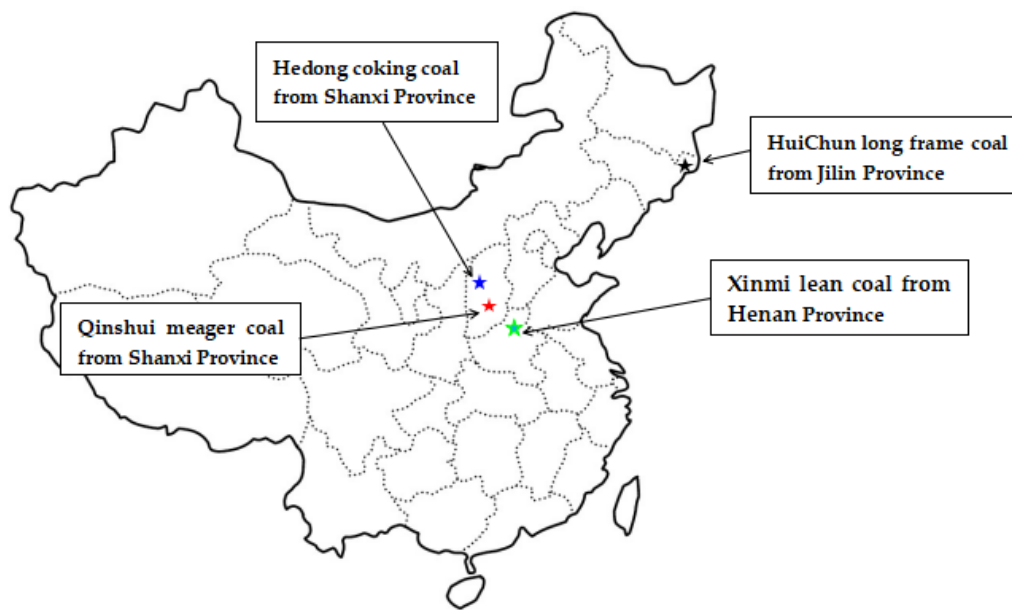 Hedong coking coal
from Shanxi Province
HuiChun long frame coal
from Jilin Province
Xinmi lean coal from
Henan Province
Qinshui meager coal
from Shanxi Province